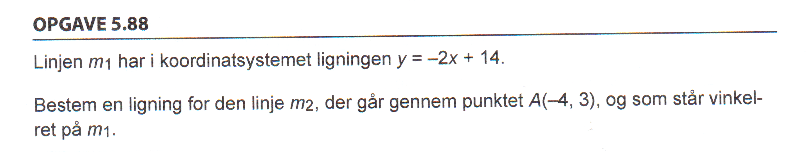 OPGAVE 5.88
Linjen m1 har i koordinatsystemet ligningen y = –2x + 14.
Bestem en ligning for den linje m2, der går gennem punktet A(–4, 3), og som står vinkel-
ret på m1.